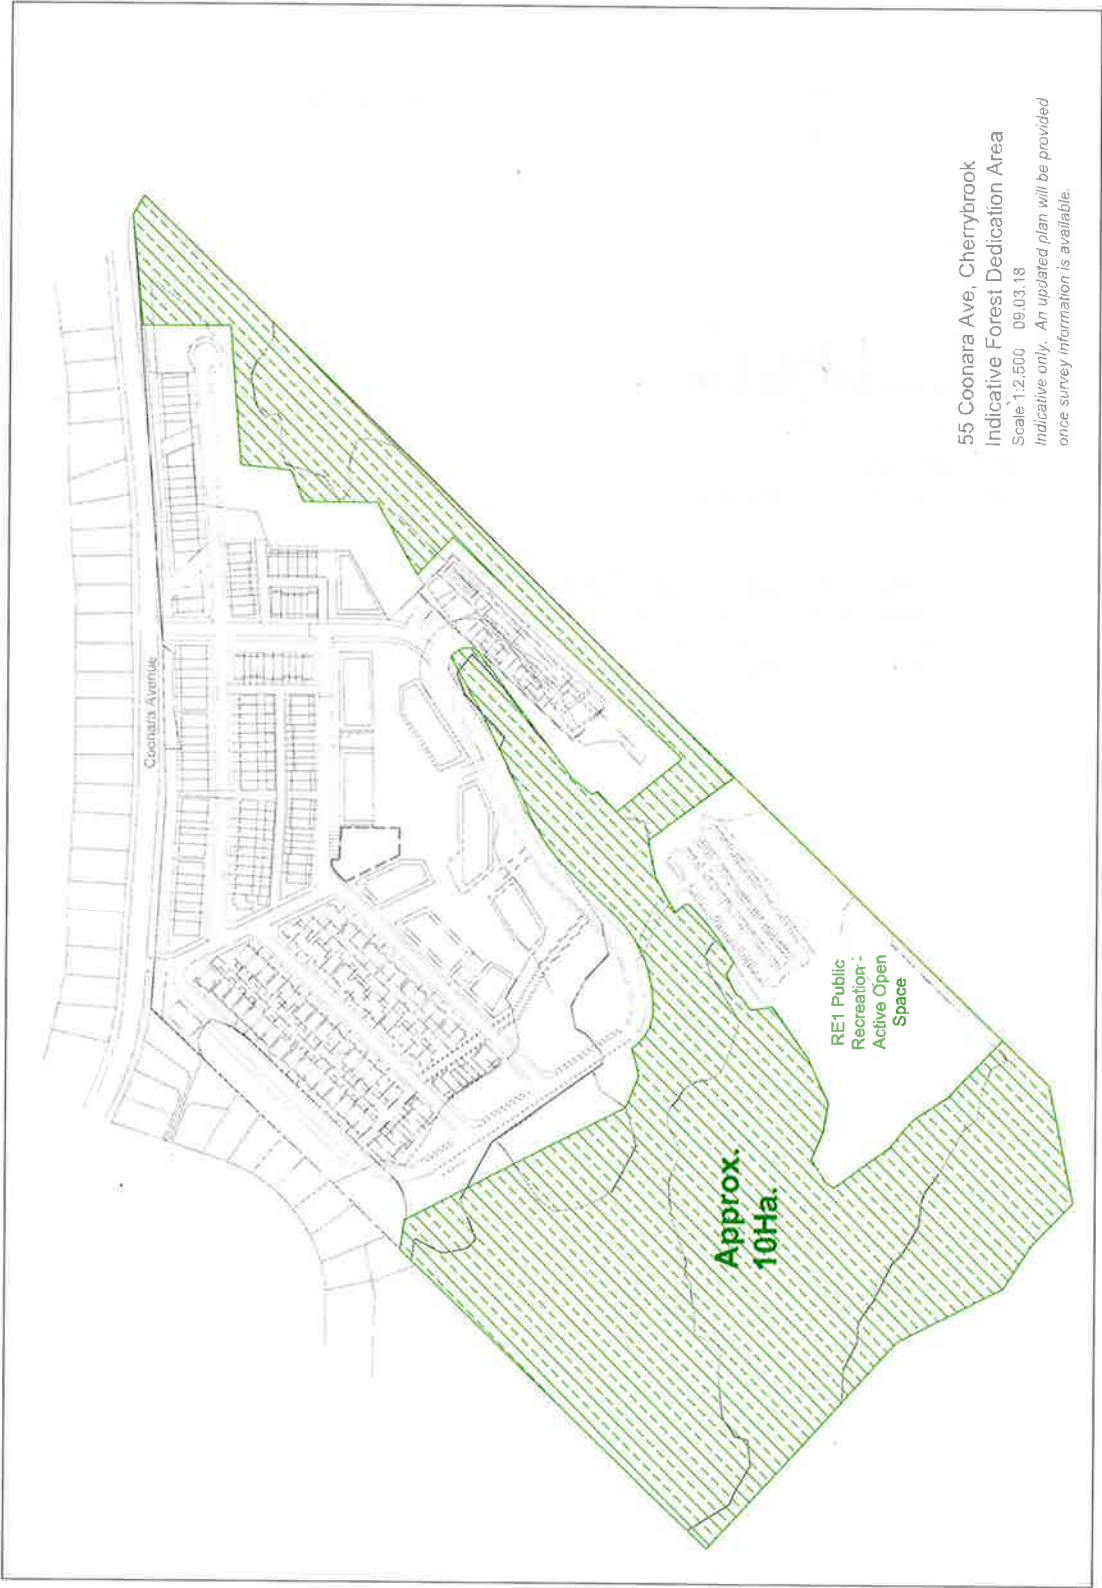 Coonara Avenue
RE1 Public
Recreation -
Active Open
Space
Approx.
10Ha.
55 Coonara Ave, Cherrybrook
Indicative Forest Dedication Area
Scale 1:2,500 09.03.18
Indicative only. An updated plan will be provided
once survey information is available.